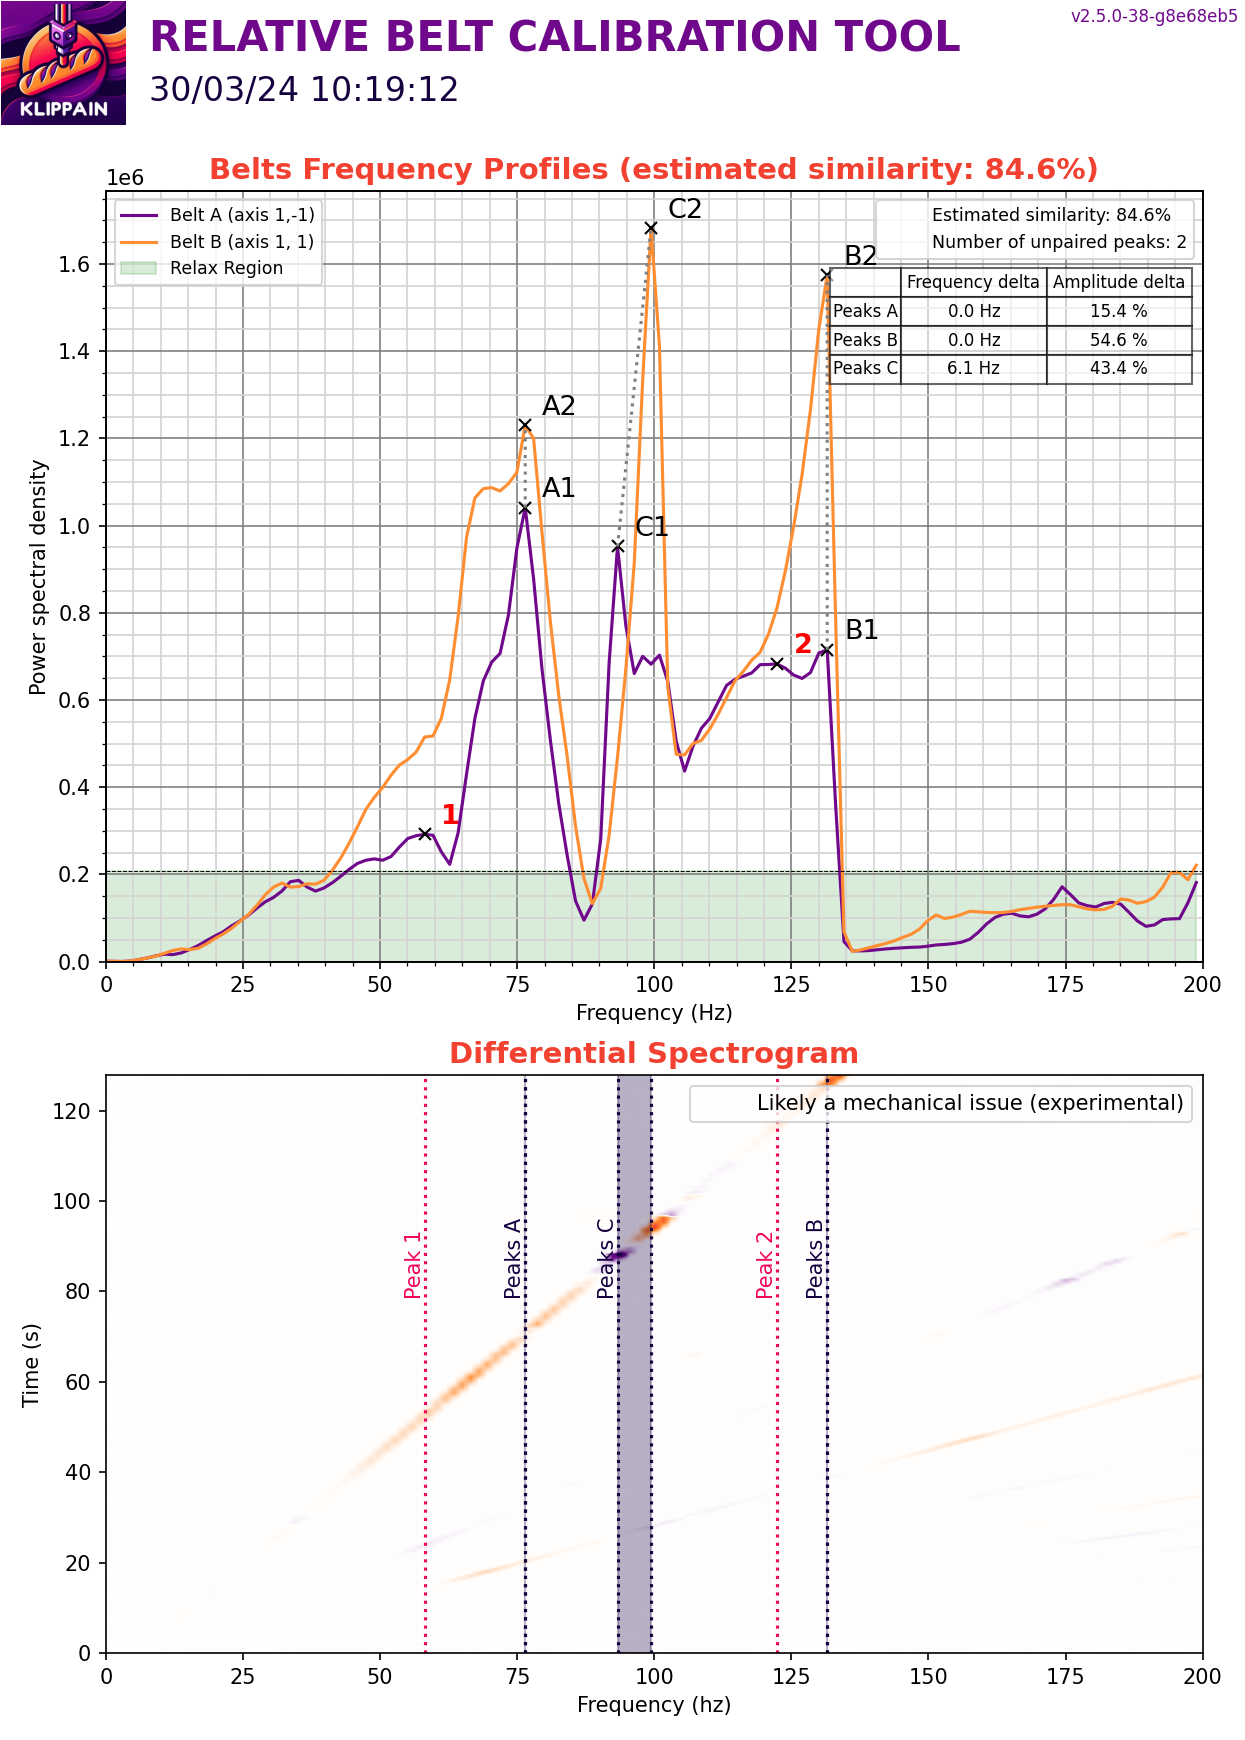 KLIPPAIN
RELATIVE BELT CALIBRATION TOOL
v2.5.0-38-g8e68eb5
30/03/24 10:19:12
Belts Frequency Profiles (estimated similarity: 84.6%)
1e6
Belt A (axis 1,-1)
Belt B (axis 1, 1)
Relax Region
Estimated similarity: 84.6%
Number of unpaired peaks: 2
Frequency delta Amplitude delta
Peaks A 0.0 Hz 15.4 %
Peaks B 0.0 Hz 54.6 %
Peaks C 6.1 Hz 43.4 %
C2
B2
A2
A1
C1
B1
2
1
Power spectral density
1.6
1.4
1.2
1.0
0.8
0.6
0.4
0.2
0.0
0 25 50 75 100 125 150 175 200
Frequency (Hz)
Differential Spectrogram
Likely a mechanical issue (experimental)
Peak 1
Peaks A
Peaks C
Peak 2
Peaks B
Time (s)
120
100
80
60
40
20
0
0 25 50 75 100 125 150 175 200
Frequency (hz)